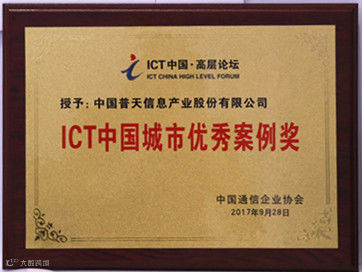 ICT中国·高层论坛
ICT CHINA HIGH LEVEL FORUM
授予：中国普天信息产业股份有限公司
ICT中国城市优秀案例奖
中国通信企业协会
2017年9月28日